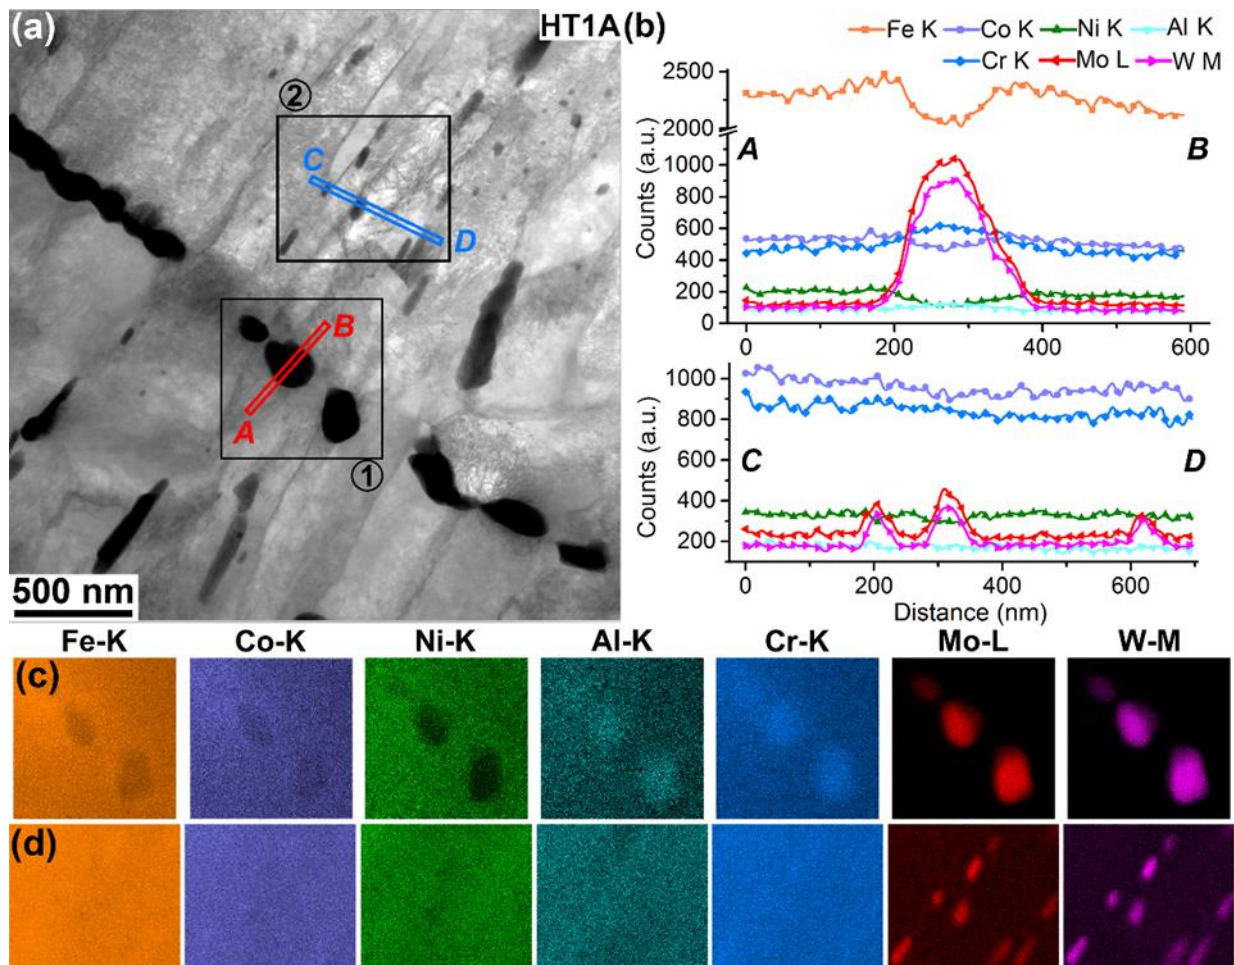 (a)
HT1A
②
C
D
B
A
①
500 nm
(b)
Fe K Co K Ni K Al K
Cr K Mo L W M
2500
2000
1000
800
600
400
200
0
Counts (a.u.)
A
B
0 200 400 600
1000
800
600
400
200
Counts (a.u.)
C
D
0 200 400 600
Distance (nm)
Fe-K Co-K Ni-K Al-K Cr-K Mo-L W-M
(c)
(d)